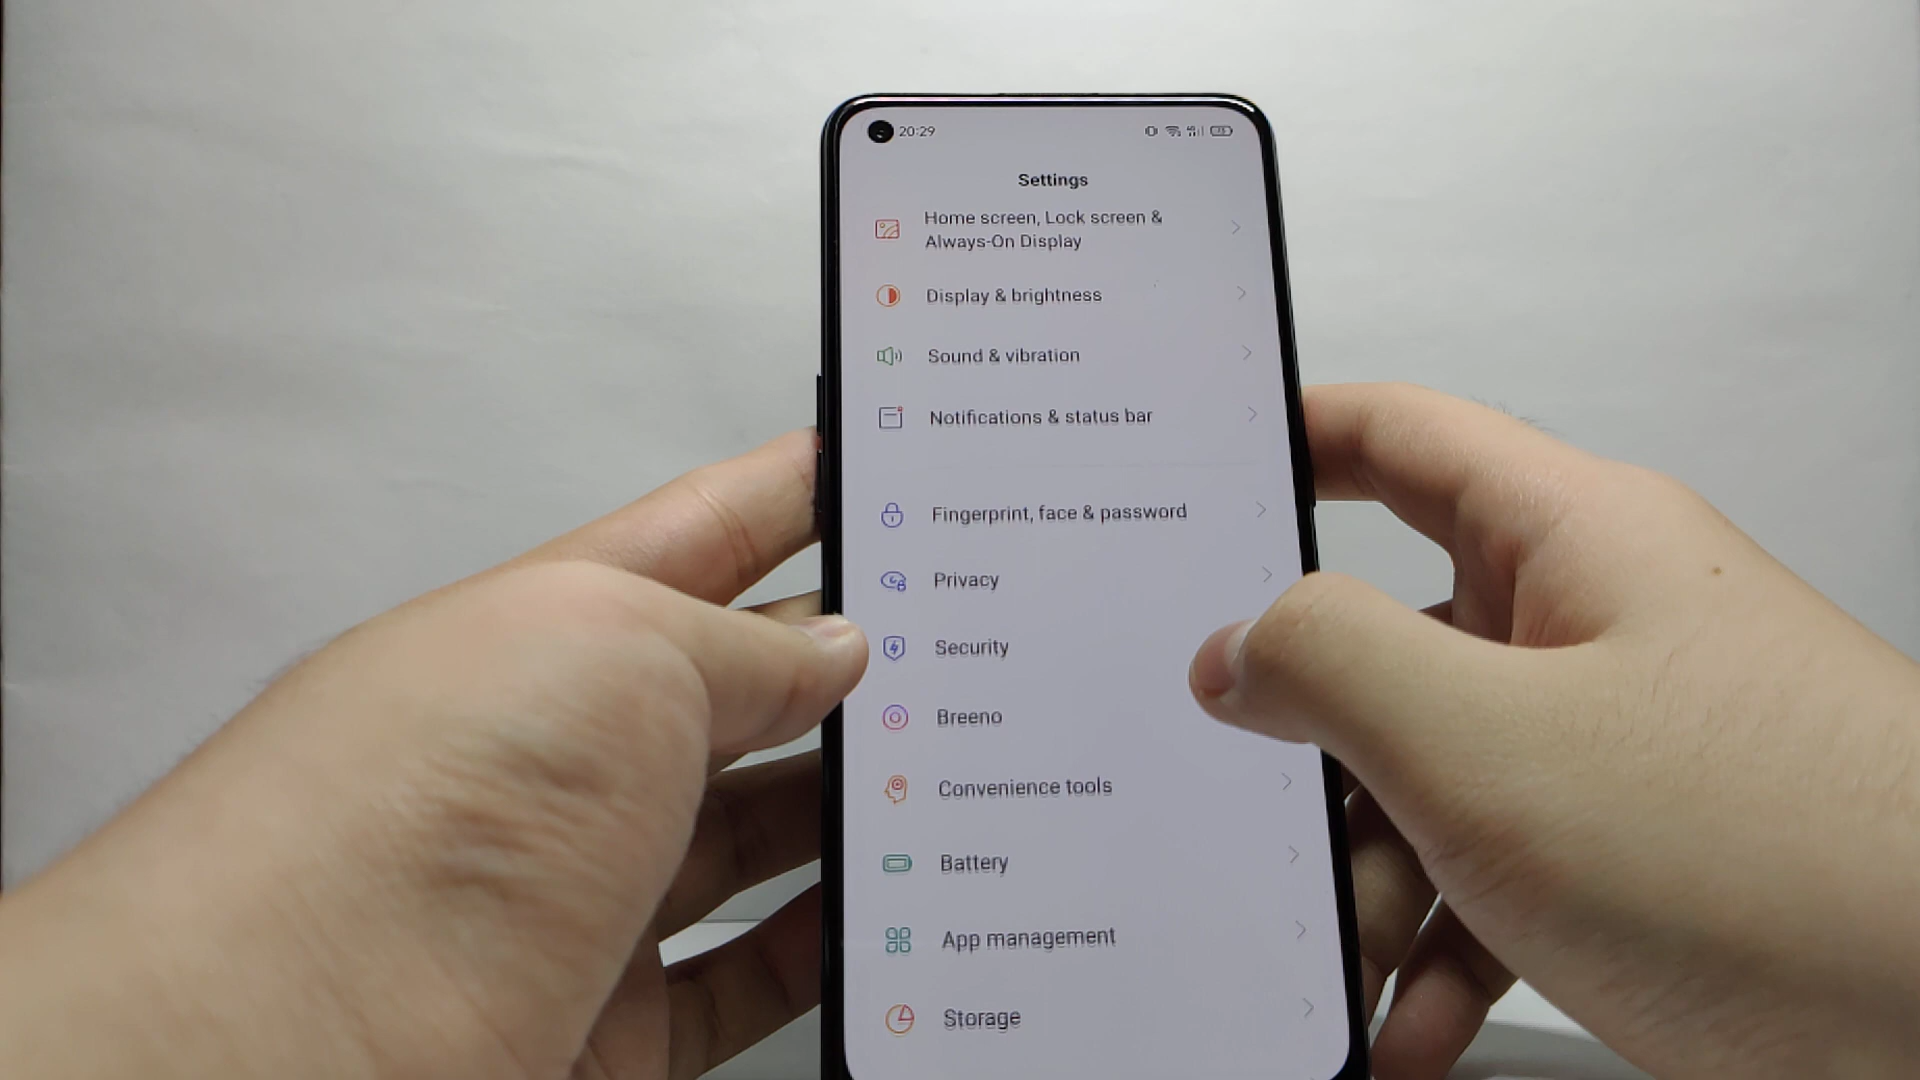 20:29
Settings
Home screen, Lock screen &
Always-On Display
Display & brightness
Sound & vibration
Notifications & status bar
Fingerprint, face & password
Privacy
Security
Breeno
Convenience tools
Battery
App management
Storage